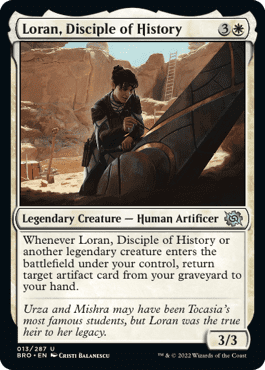 Loran, Disciple of History 3
Legendary Creature — Human Artificer
Whenever Loran, Disciple of History or
another legendary creature enters the
battlefield under your control, return
target artifact card from your graveyard to
your hand.
Urza and Mishra may have been Tocasia's
most famous students, but Loran was the true
heir to her legacy.
3/3
013/287 U
BRO • EN Cristi Balanescu
™ & © 2022 Wizards of the Coast